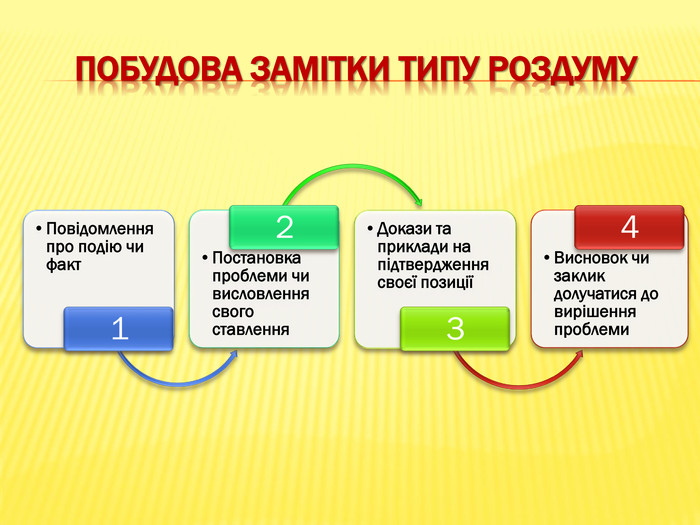 ПОБУДОВА ЗАМІТКИ ТИПУ РОЗДУМУ
• Повідомлення
про подію чи
факт
1
2
• Постановка
проблеми чи
висловлення
свого
ставлення
• Докази та
приклади на
підтвердження
своєї позиції
3
4
• Висновок чи
заклик
долучатися до
вирішення
проблеми